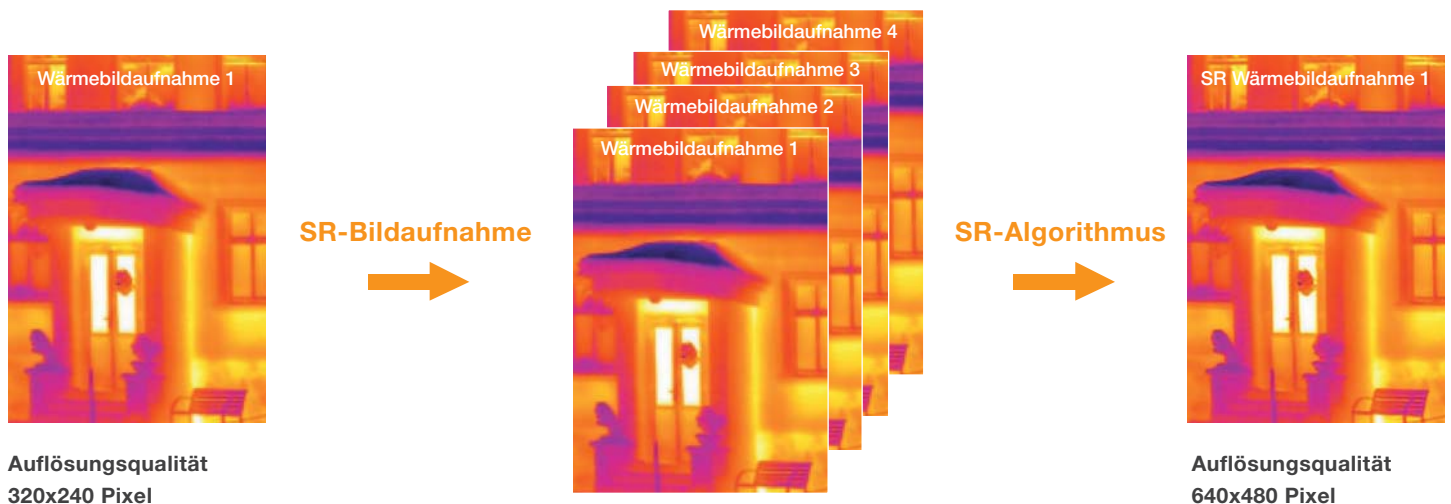 Wärmebildaufnahme 1
Auflösungsqualität
320x240 Pixel
SR-Bildaufnahme
Wärmebildaufnahme 4
Wärmebildaufnahme 3
Wärmebildaufnahme 2
Wärmebildaufnahme 1
SR-Algorithmus
SR Wärmebildaufnahme 1
Auflösungsqualität
640x480 Pixel